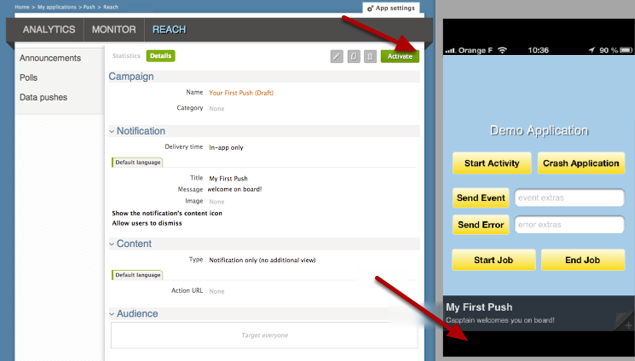 Home > My applications > Push > Reach
App settings
ANALYTICS MONITOR REACH
Announcements
Polls
Data pushes
Statistics Details
Activate
Campaign
Name Your First Push (Draft)
Category None
Notification
Delivery time In-app only
Default language
Title My First Push
Message welcome on board!
Image None
Show the notification's content icon
Allow users to dismiss
Content
Type Notification only (no additional view)
Default language
Action URL None
Audience
Target everyone
Orange F 10:36 90 %
Demo Application
Start Activity Crash Application
Send Event event extras
Send Error error extras
Start Job End Job
My First Push
Capptain welcomes you on board!